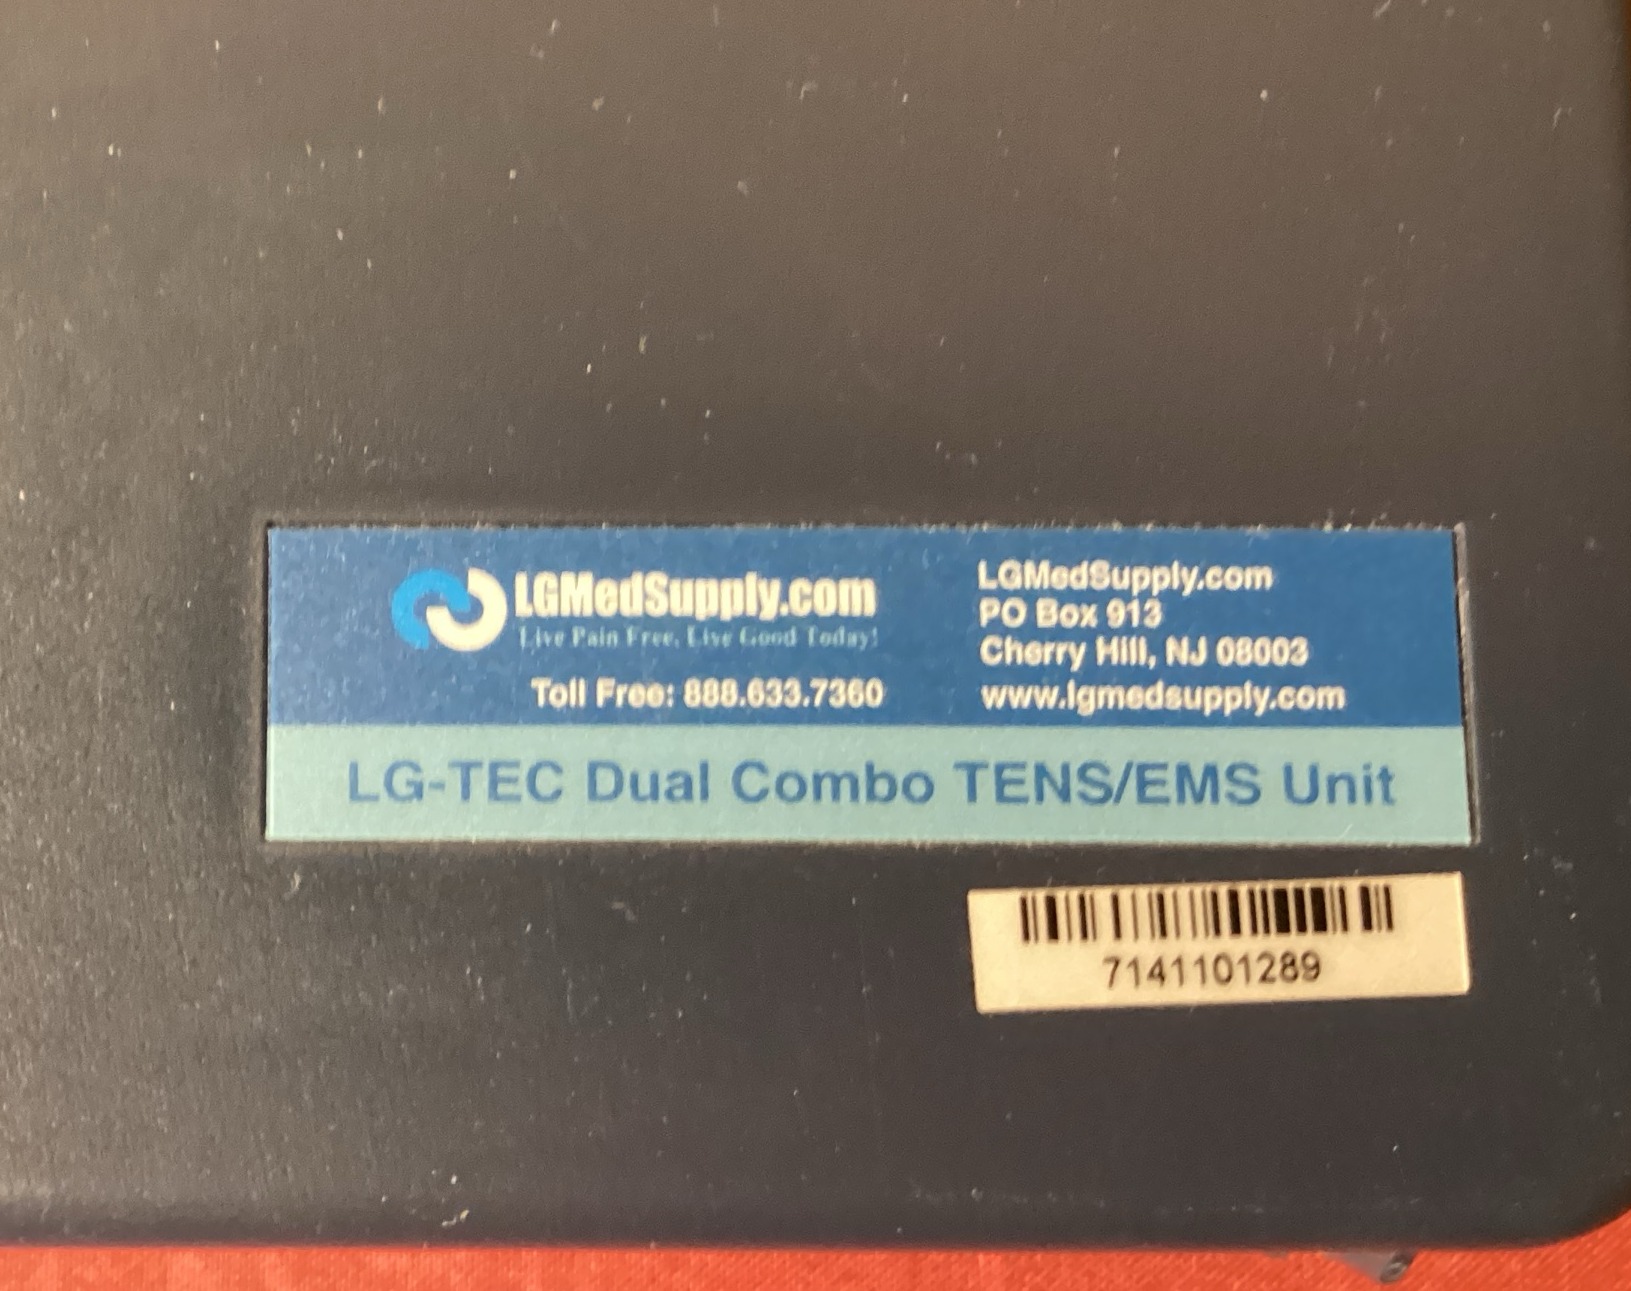 LGMedSupply.com
Live Pain Free, Live Good Today!
Toll Free: 888.633.7360
LGMedSupply.com
PO Box 913
Cherry Hill, NJ 08003
www.lgmedsupply.com
LG-TEC Dual Combo TENS/EMS Unit
7141101289